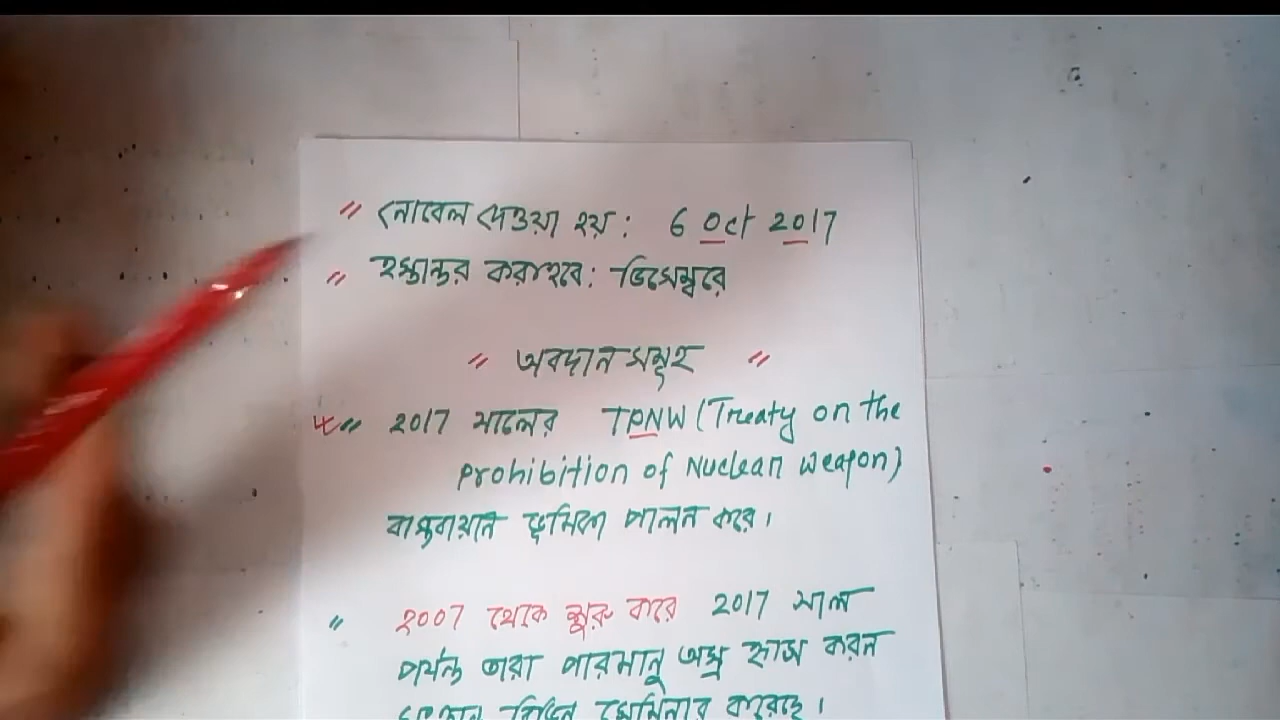 নোবেল দেওয়া হয়: 6 Oct 2017
হস্তান্তর করা হবে: ডিসেম্বরে
অবদান সমূহ
2017 সালের TPNW (Treaty on the
Prohibition of Nuclear Weapon)
বাস্তবায়ন ভূমিকা পালন করে।
2007 থেকে শুরু করে 2017 সাল
পর্যন্ত তারা পারমানু অস্ত্র হ্রাস করন
সেমিনার করেছে।